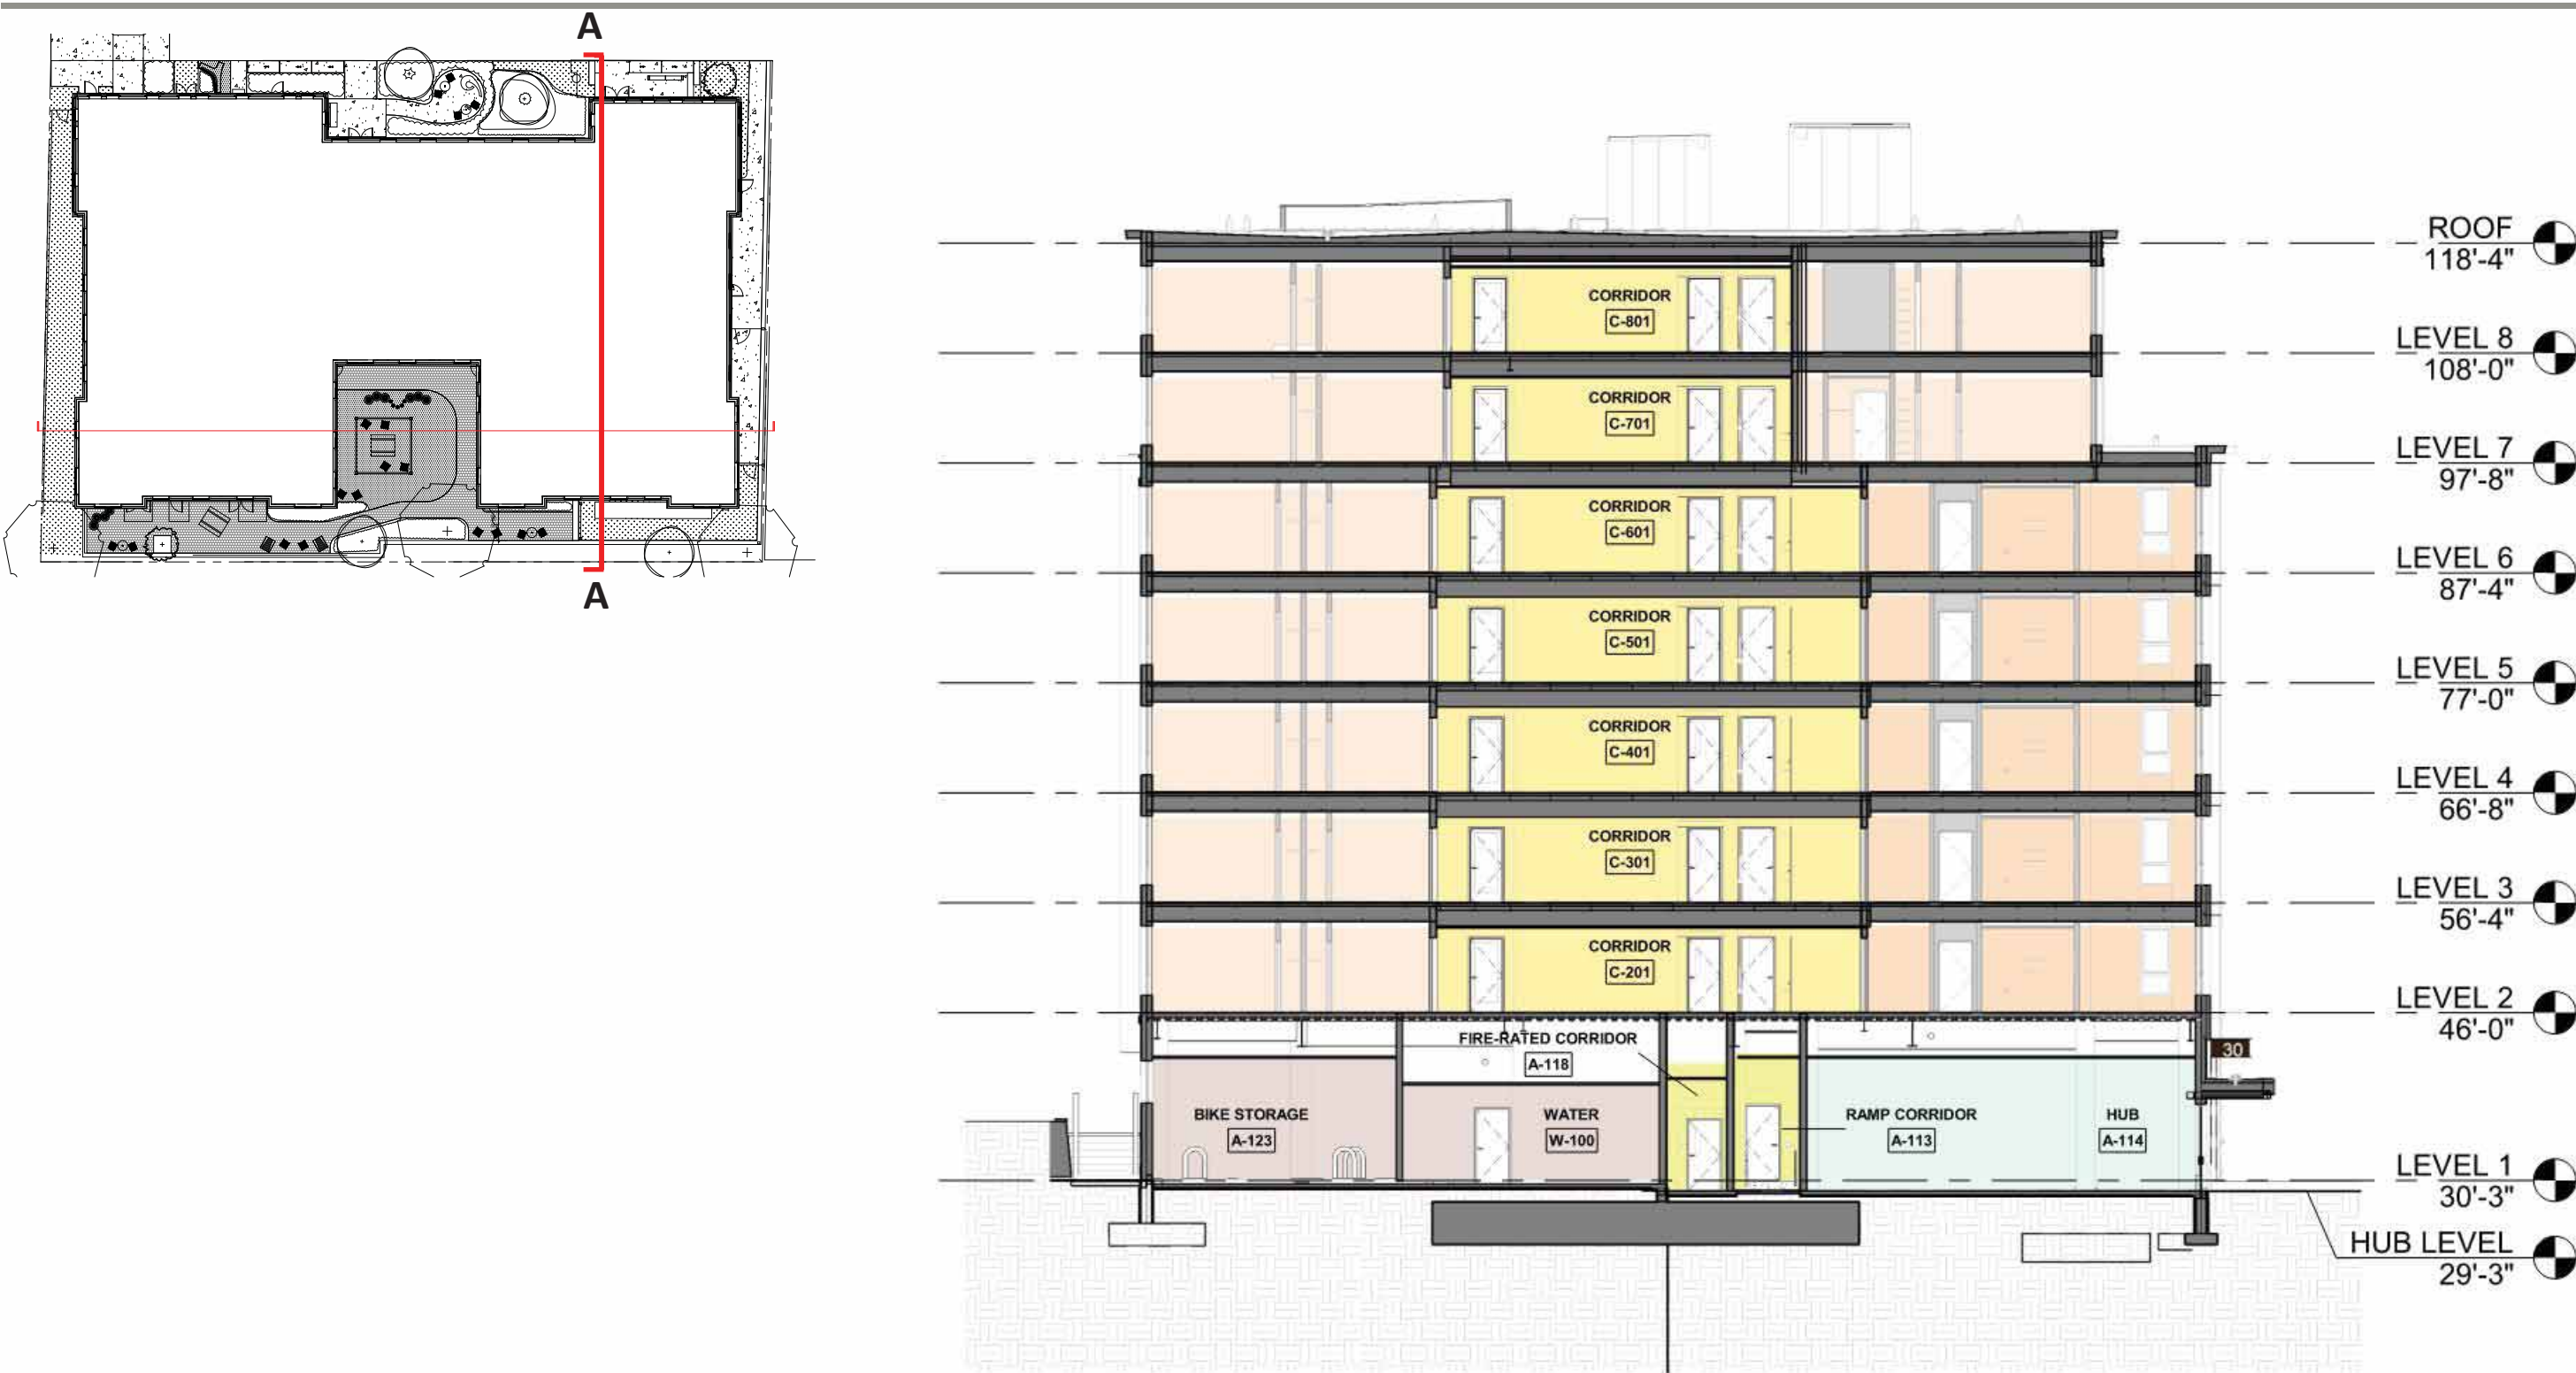 A
A
ROOF
118'-4"
CORRIDOR
C-801
LEVEL 8
108'-0"
CORRIDOR
C-701
LEVEL 7
97'-8"
CORRIDOR
C-601
LEVEL 6
87'-4"
CORRIDOR
C-501
LEVEL 5
77'-0"
CORRIDOR
C-401
LEVEL 4
66'-8"
CORRIDOR
C-301
LEVEL 3
56'-4"
CORRIDOR
C-201
LEVEL 2
46'-0"
FIRE-RATED CORRIDOR
A-118
30
BIKE STORAGE
A-123
WATER
W-100
RAMP CORRIDOR
A-113
HUB
A-114
LEVEL 1
30'-3"
HUB LEVEL
29'-3"